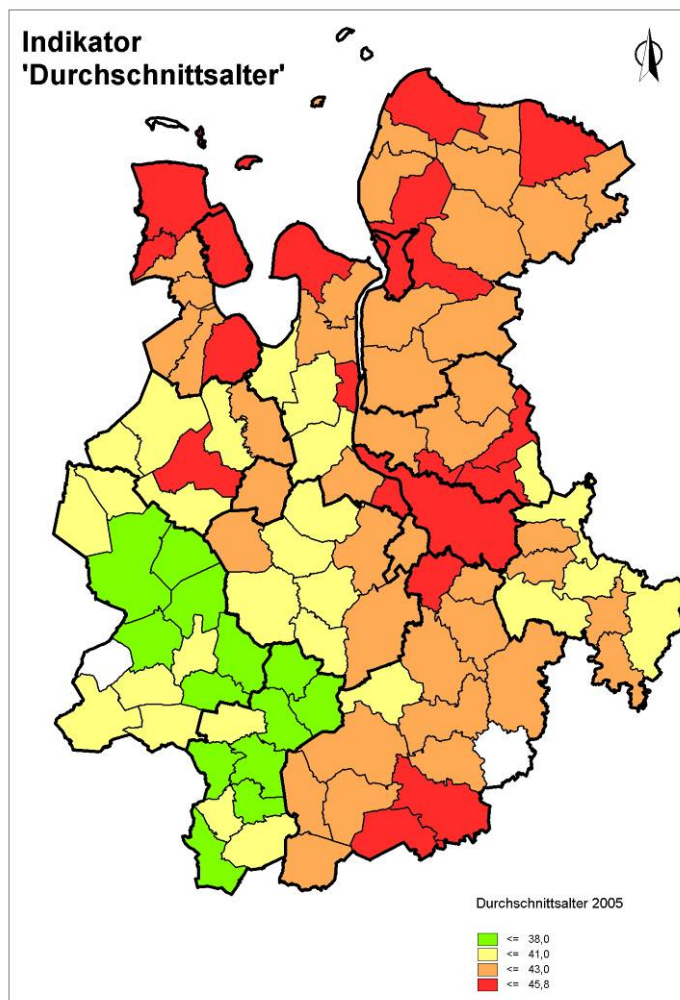 Indikator
'Durchschnittsalter'
Durchschnittsalter 2005
<= 38,0
<= 41,0
<= 43,0
<= 45,8